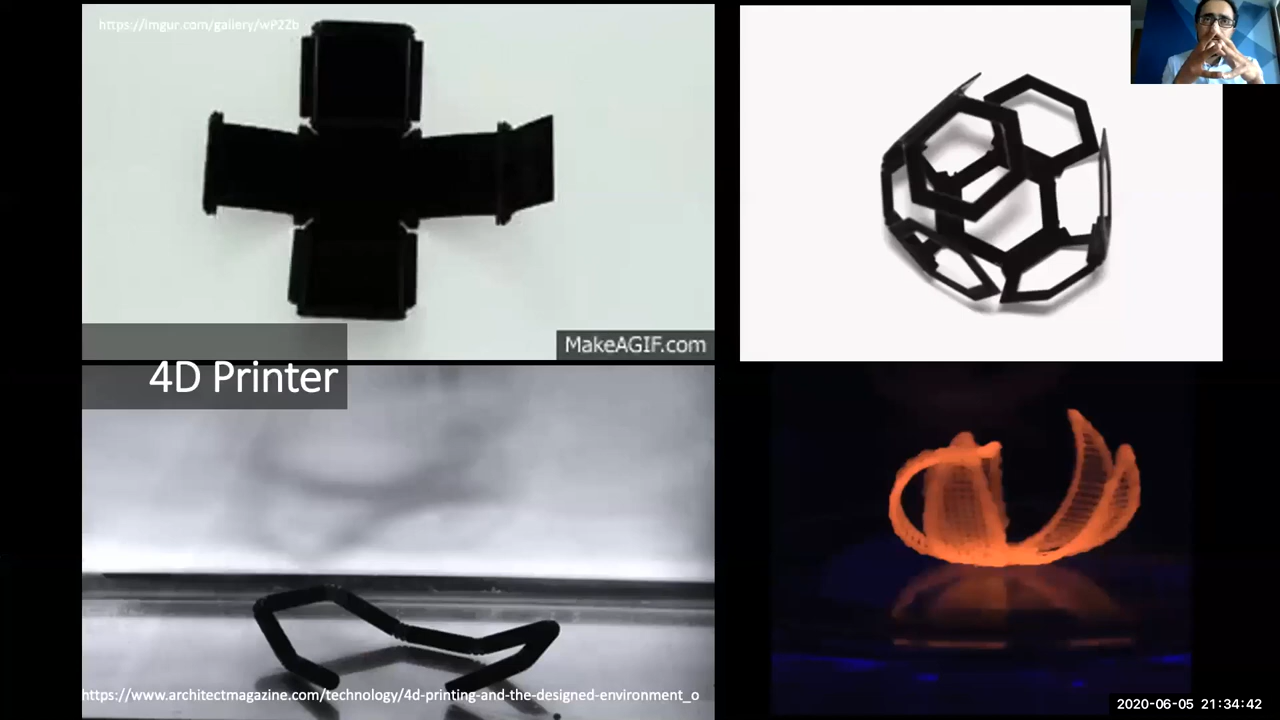 https://imgur.com/gallery/wP2Zb
MakeAGIF.com
4D Printer
https://www.architectmagazine.com/technology/4d-printing-and-the-designed-environment_o
2020-06-05 21:34:42